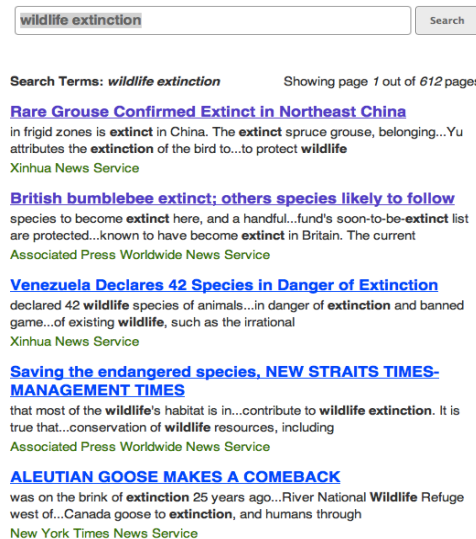 wildlife extinction
Search
Search Terms: wildlife extinction Showing page 1 out of 612 pages
Rare Grouse Confirmed Extinct in Northeast China
in frigid zones is extinct in China. The extinct spruce grouse, belonging...Yu
attributes the extinction of the bird to...to protect wildlife
Xinhua News Service
British bumblebee extinct; others species likely to follow
species to become extinct here, and a handful...fund's soon-to-be-extinct list
are protected...known to have become extinct in Britain. The current
Associated Press Worldwide News Service
Venezuela Declares 42 Species in Danger of Extinction
declared 42 wildlife species of animals...in danger of extinction and banned
game...of existing wildlife, such as the irrational
Xinhua News Service
Saving the endangered species, NEW STRAITS TIMES-
MANAGEMENT TIMES
that most of the wildlife's habitat is in...contribute to wildlife extinction. It is
true that...conservation of wildlife resources, including
Associated Press Worldwide News Service
ALEUTIAN GOOSE MAKES A COMEBACK
was on the brink of extinction 25 years ago...River National Wildlife Refuge
west of...Canada goose to extinction, and humans through
New York Times News Service